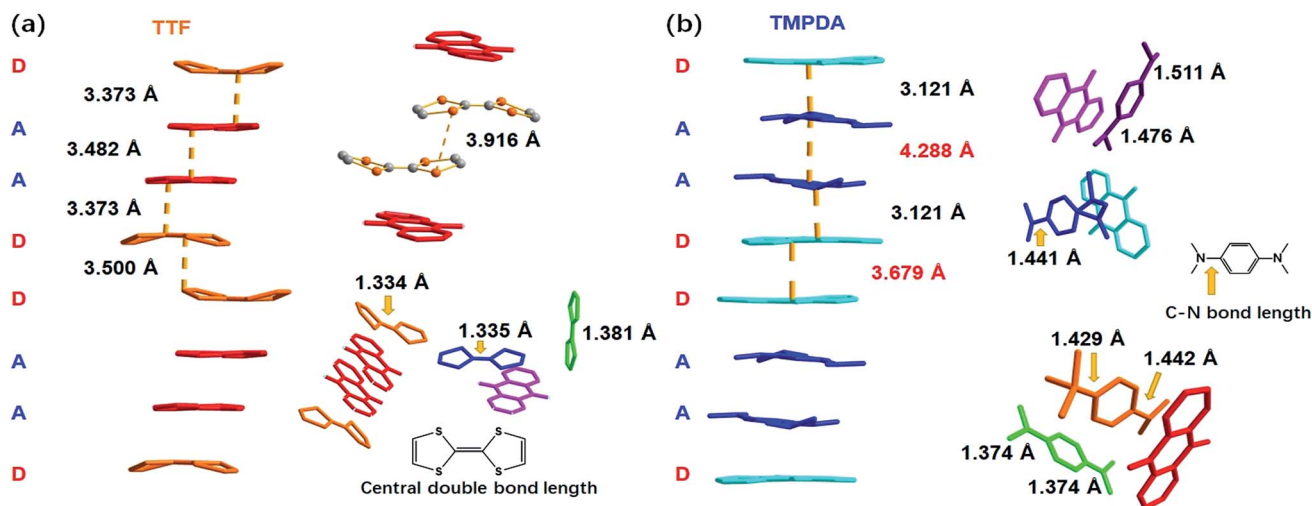 (a)
TTF
D
3.373 Å
A
3.482 Å
A
3.373 Å
D
3.500 Å
D
A
A
D
3.916 Å
1.334 Å
1.335 Å
1.381 Å
S
S
S
S
Central double bond length
(b)
TMPDA
D
3.121 Å
A
4.288 Å
A
3.121 Å
D
3.679 Å
D
A
A
D
1.511 Å
1.476 Å
1.441 Å
N
N
C–N bond length
1.429 Å
1.442 Å
1.374 Å
1.374 Å